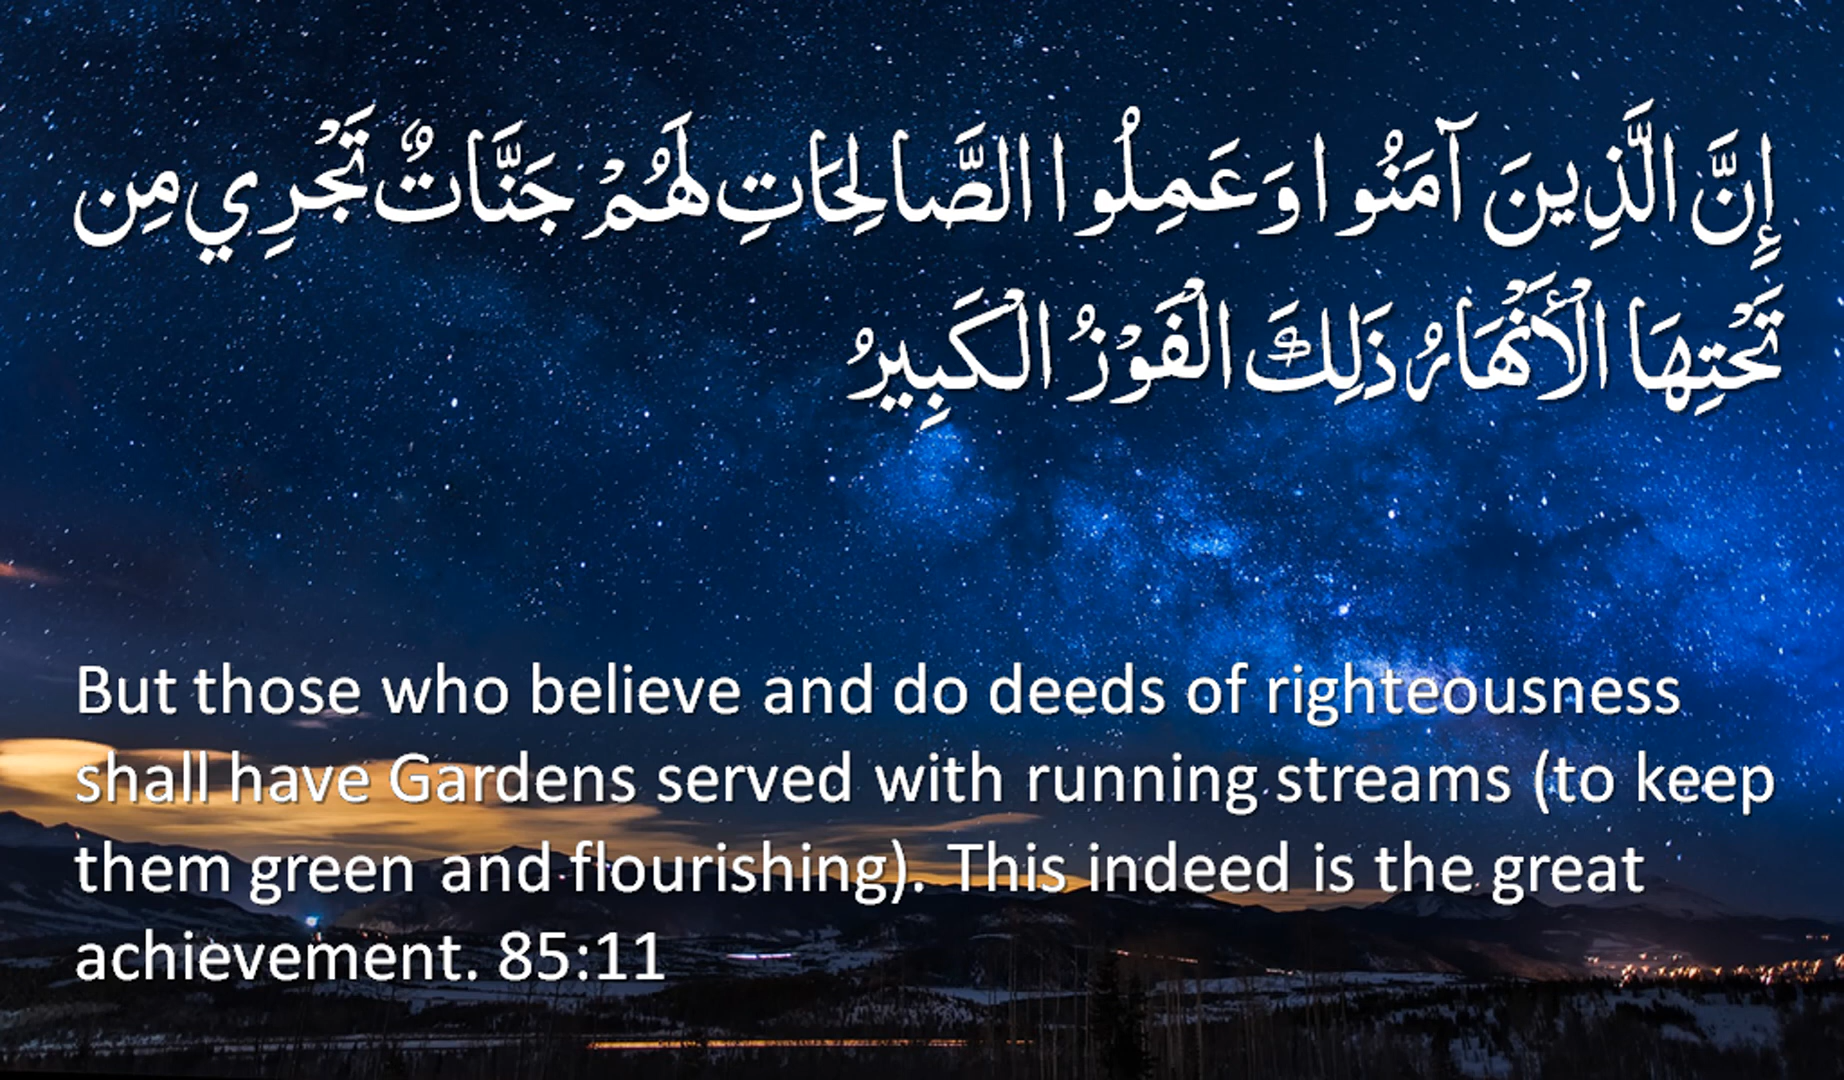 إِنَّ الَّذِينَ آمَنُوا وَعَمِلُوا الصَّالِحَاتِ لَهُمْ جَنَّاتٌ تَجْرِي مِن
تَحْتِهَا الْأَنْهَارُ ذَلِكَ الْفَوْزُ الْكَبِيرُ
But those who believe and do deeds of righteousness
shall have Gardens served with running streams (to keep
them green and flourishing). This indeed is the great
achievement. 85:11